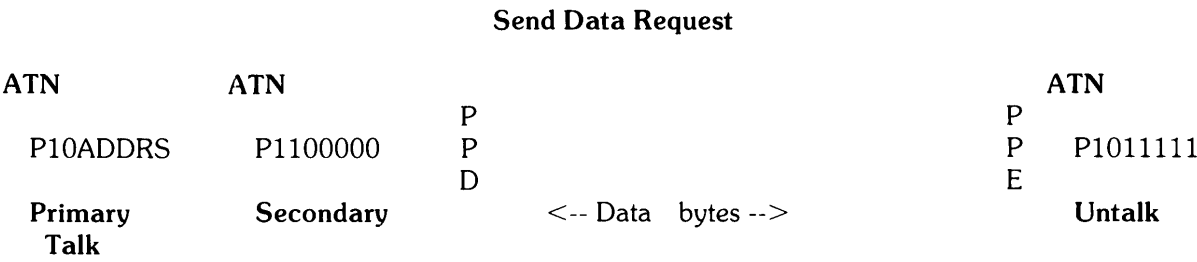 Send Data Request
ATN ATN ATN
P P
P10ADDRS P1100000 P P P1011111
D E
Primary Secondary <-- Data bytes --> Untalk
Talk